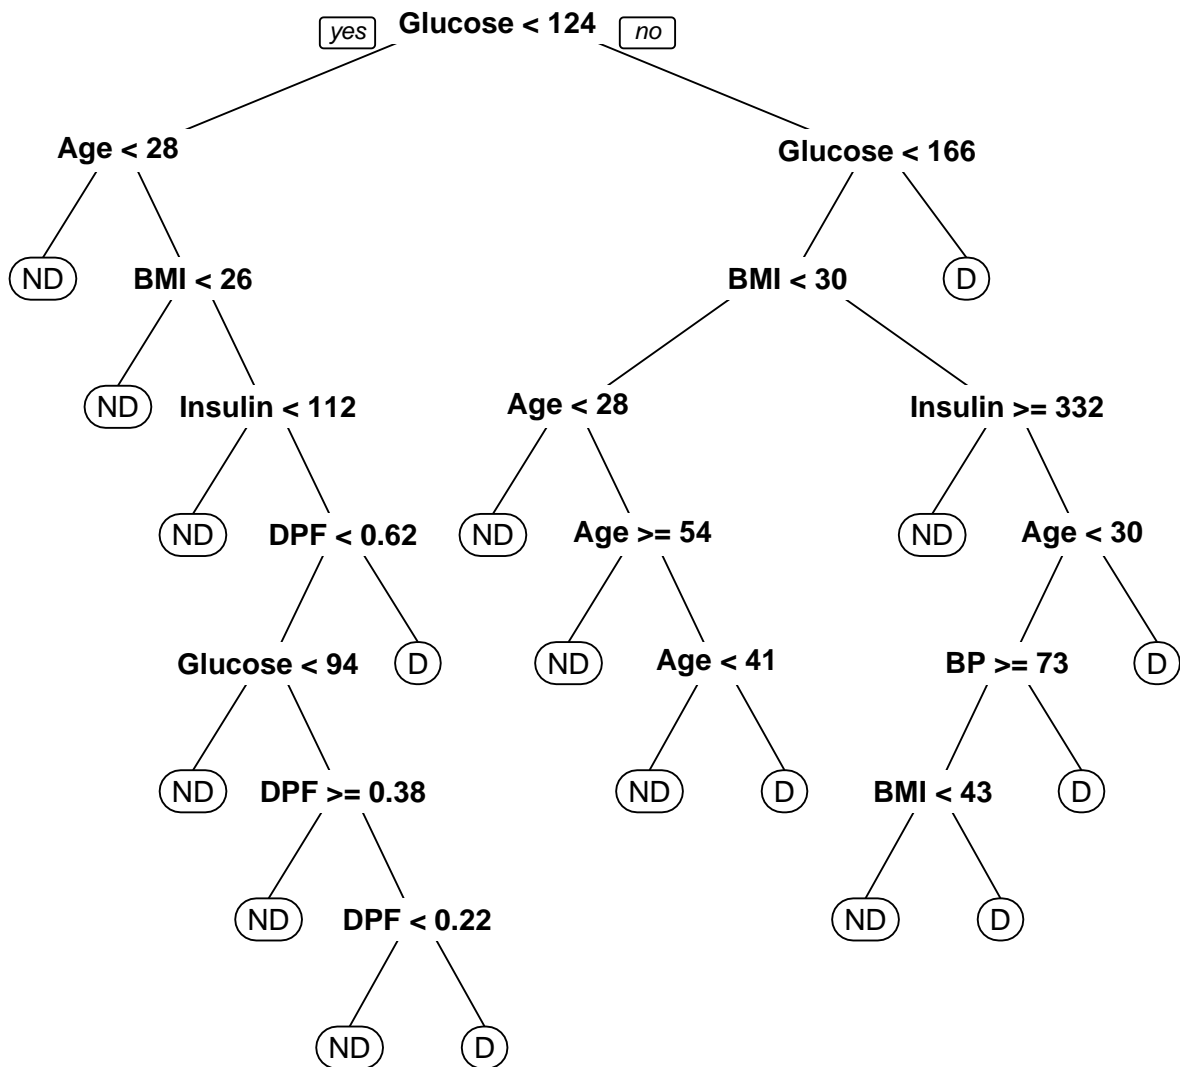 yes Glucose < 124 no
Age < 28 Glucose < 166
ND BMI < 26 BMI < 30 D
ND Insulin < 112 Age < 28 Insulin >= 332
ND DPF < 0.62 ND Age >= 54 ND Age < 30
Glucose < 94 D ND Age < 41 BP >= 73 D
ND DPF >= 0.38 ND D BMI < 43 D
ND DPF < 0.22 ND D
ND D